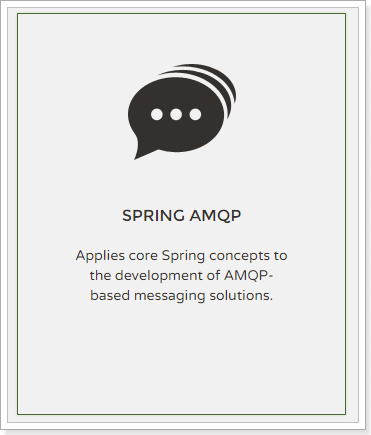 SPRING AMQP
Applies core Spring concepts to
the development of AMQP-
based messaging solutions.